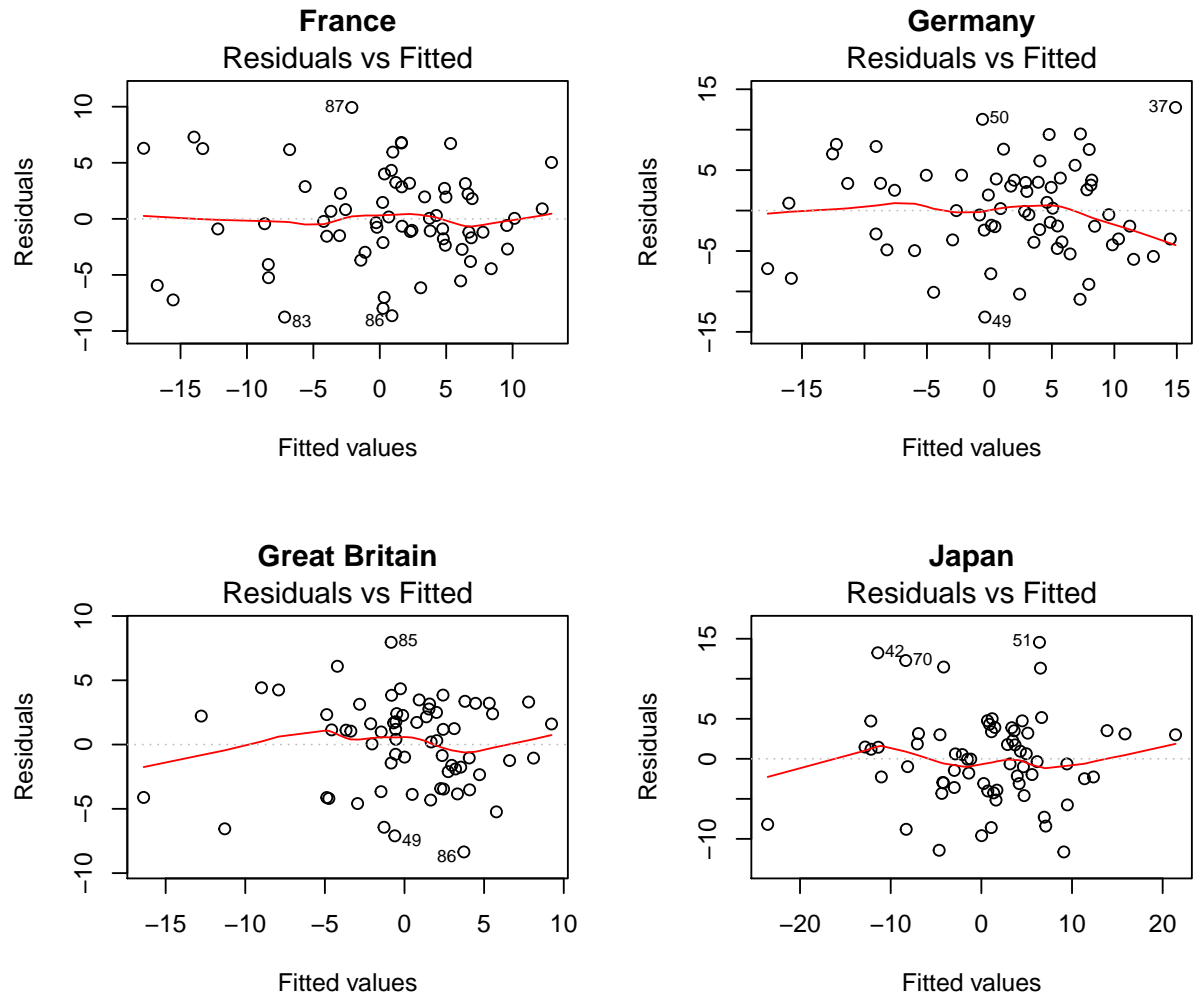 France
Residuals vs Fitted
Residuals
10
5
0
−5
−10
87
83
86
−15 −10 −5 0 5 10
Fitted values
Germany
Residuals vs Fitted
Residuals
15
5
−5
−15
50
37
49
−15 −5 0 5 10 15
Fitted values
Great Britain
Residuals vs Fitted
Residuals
10
5
0
−5
−10
85
49
86
−15 −10 −5 0 5 10
Fitted values
Japan
Residuals vs Fitted
Residuals
15
5
0
−10
42
70
51
−20 −10 0 10 20
Fitted values